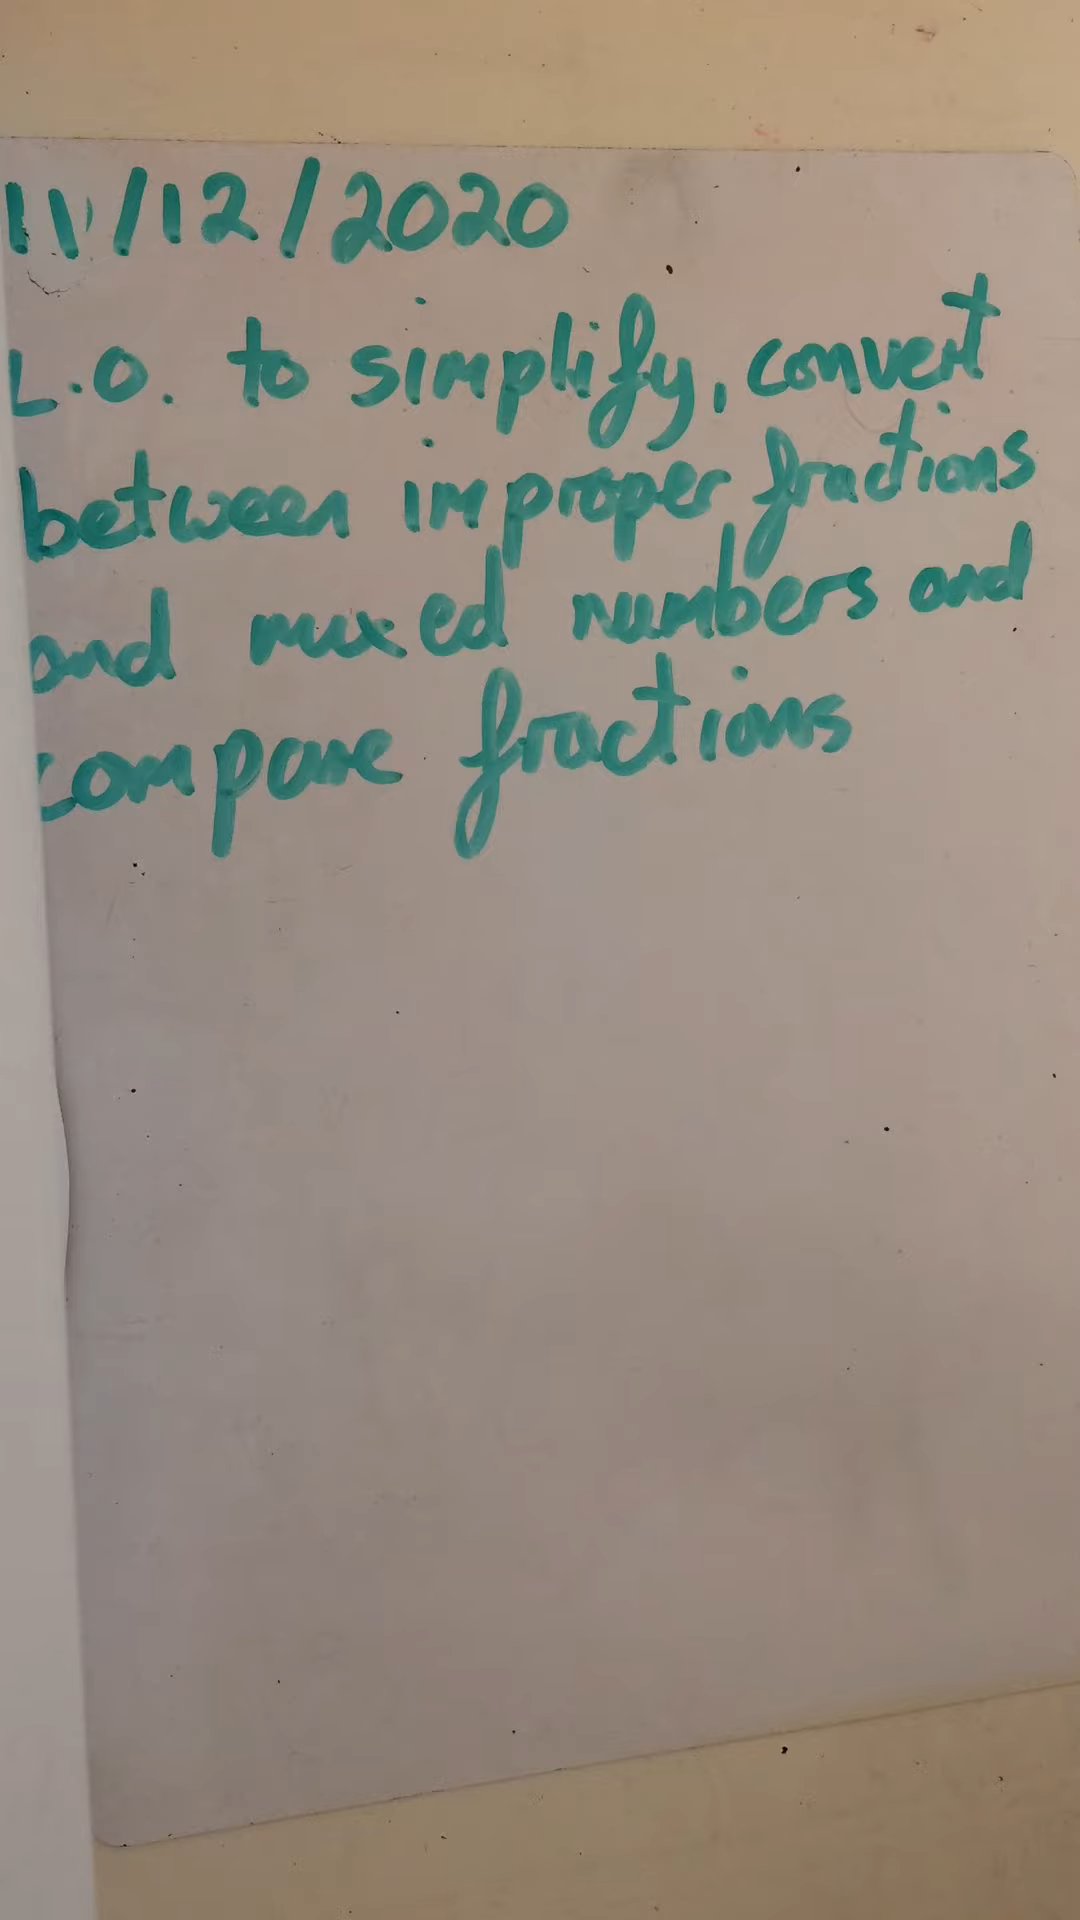 11/12/2020
L.O. to simplify, convert
between improper fractions
and mixed numbers and
compare fractions